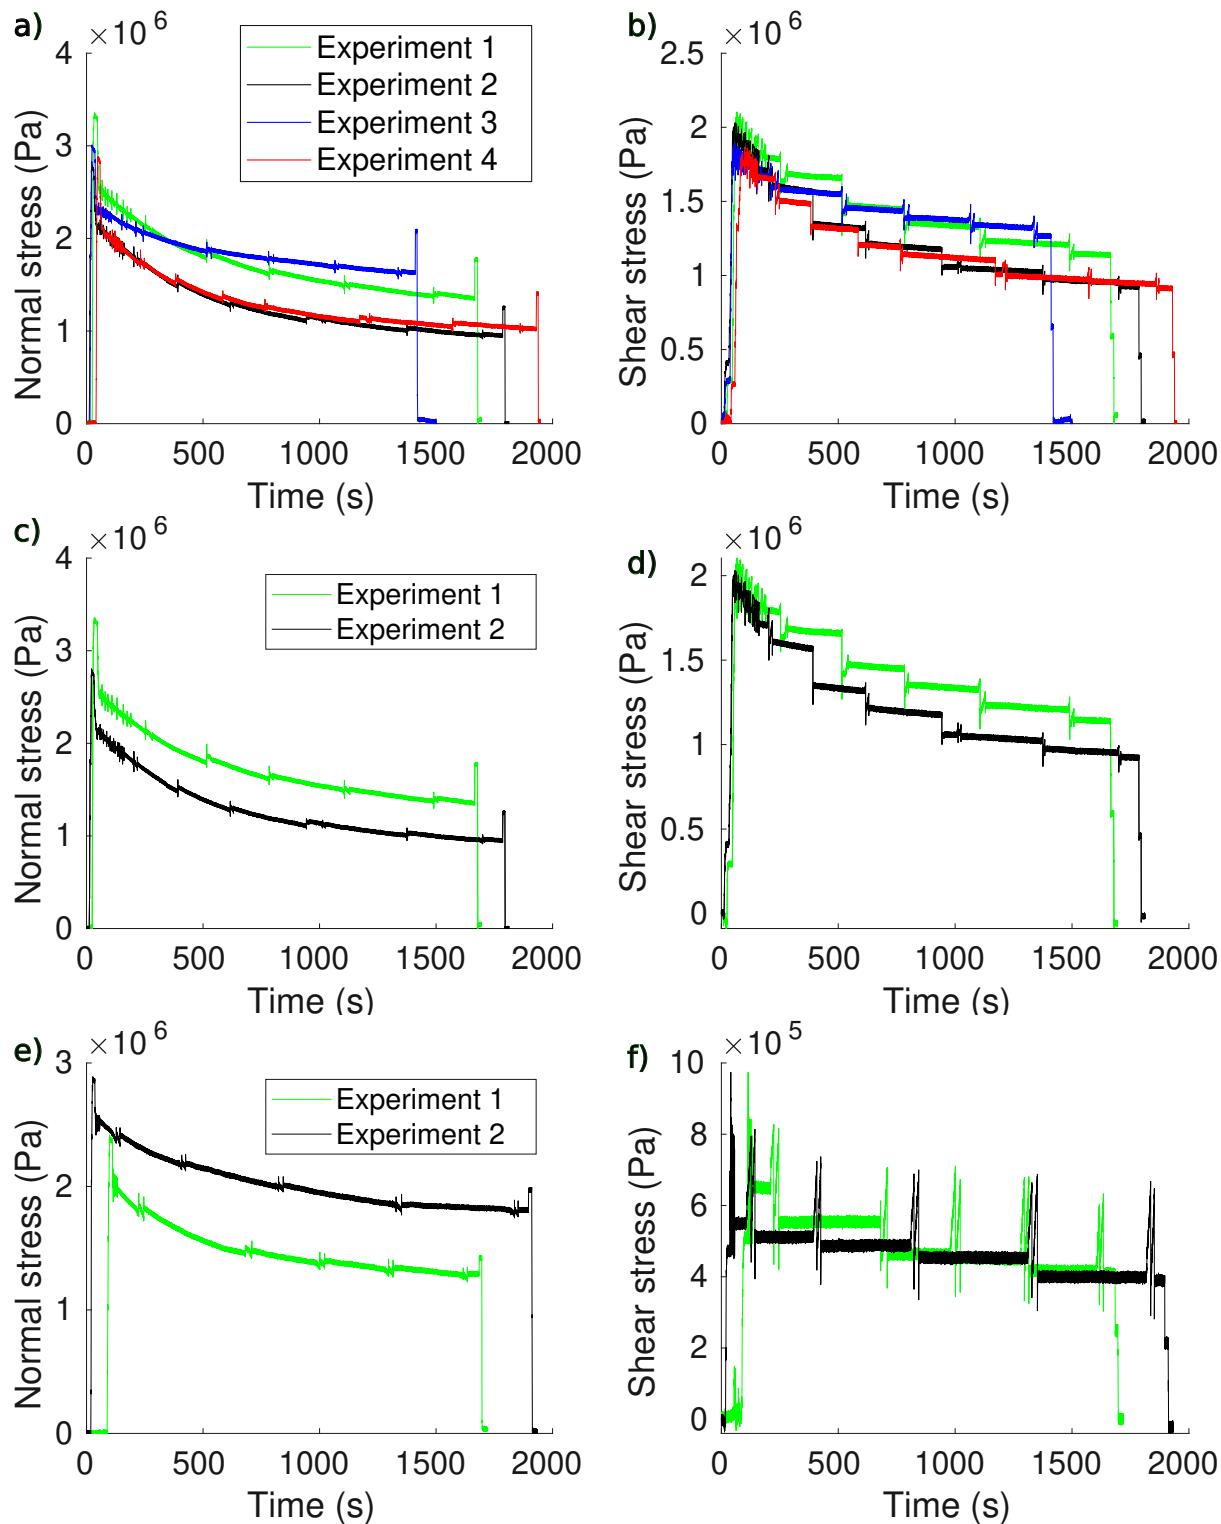 a)
×10 6
4
3
2
1
0
Normal stress (Pa)
0 500 1000 1500 2000
Time (s)
Experiment 1
Experiment 2
Experiment 3
Experiment 4
b)
×10 6
2.5
2
1.5
1
0.5
0
Shear stress (Pa)
0 500 1000 1500 2000
Time (s)
c)
×10 6
4
3
2
1
0
Normal stress (Pa)
0 500 1000 1500 2000
Time (s)
Experiment 1
Experiment 2
d)
×10 6
2
1.5
1
0.5
0
Shear stress (Pa)
0 500 1000 1500 2000
Time (s)
e)
×10 6
3
2
1
0
Normal stress (Pa)
0 500 1000 1500 2000
Time (s)
Experiment 1
Experiment 2
f)
×10 5
10
8
6
4
2
0
Shear stress (Pa)
0 500 1000 1500 2000
Time (s)